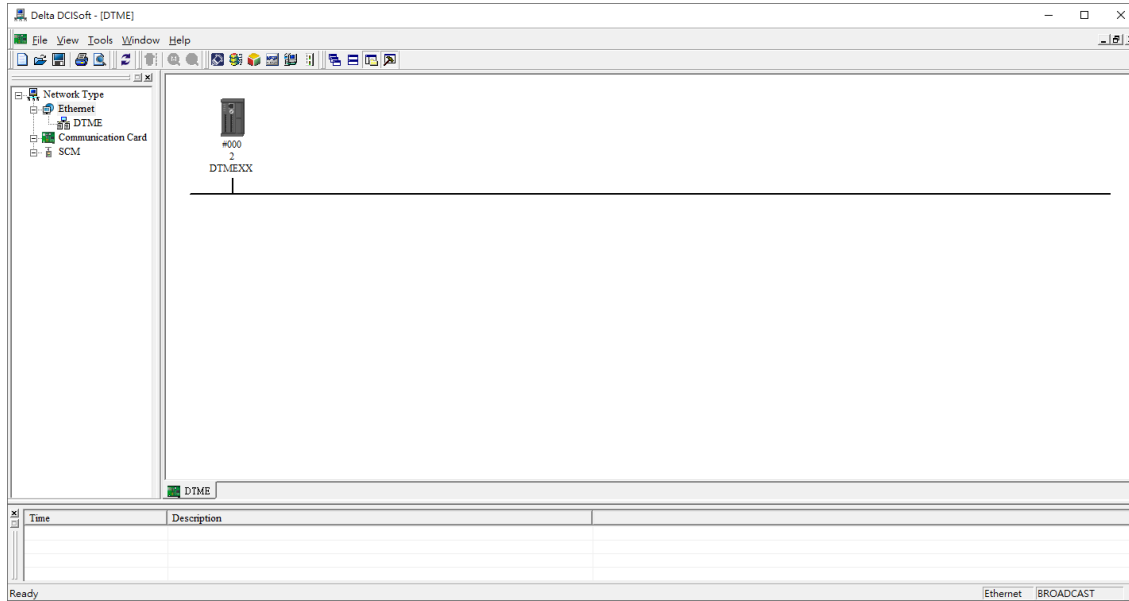 Delta DCISoft - [DTME]
File View Tools Window Help
Network Type
Ethernet
DTME
Communication Card
SCM
#000
2
DTMEXX
DTME
Time Description
Ready Ethernet BROADCAST